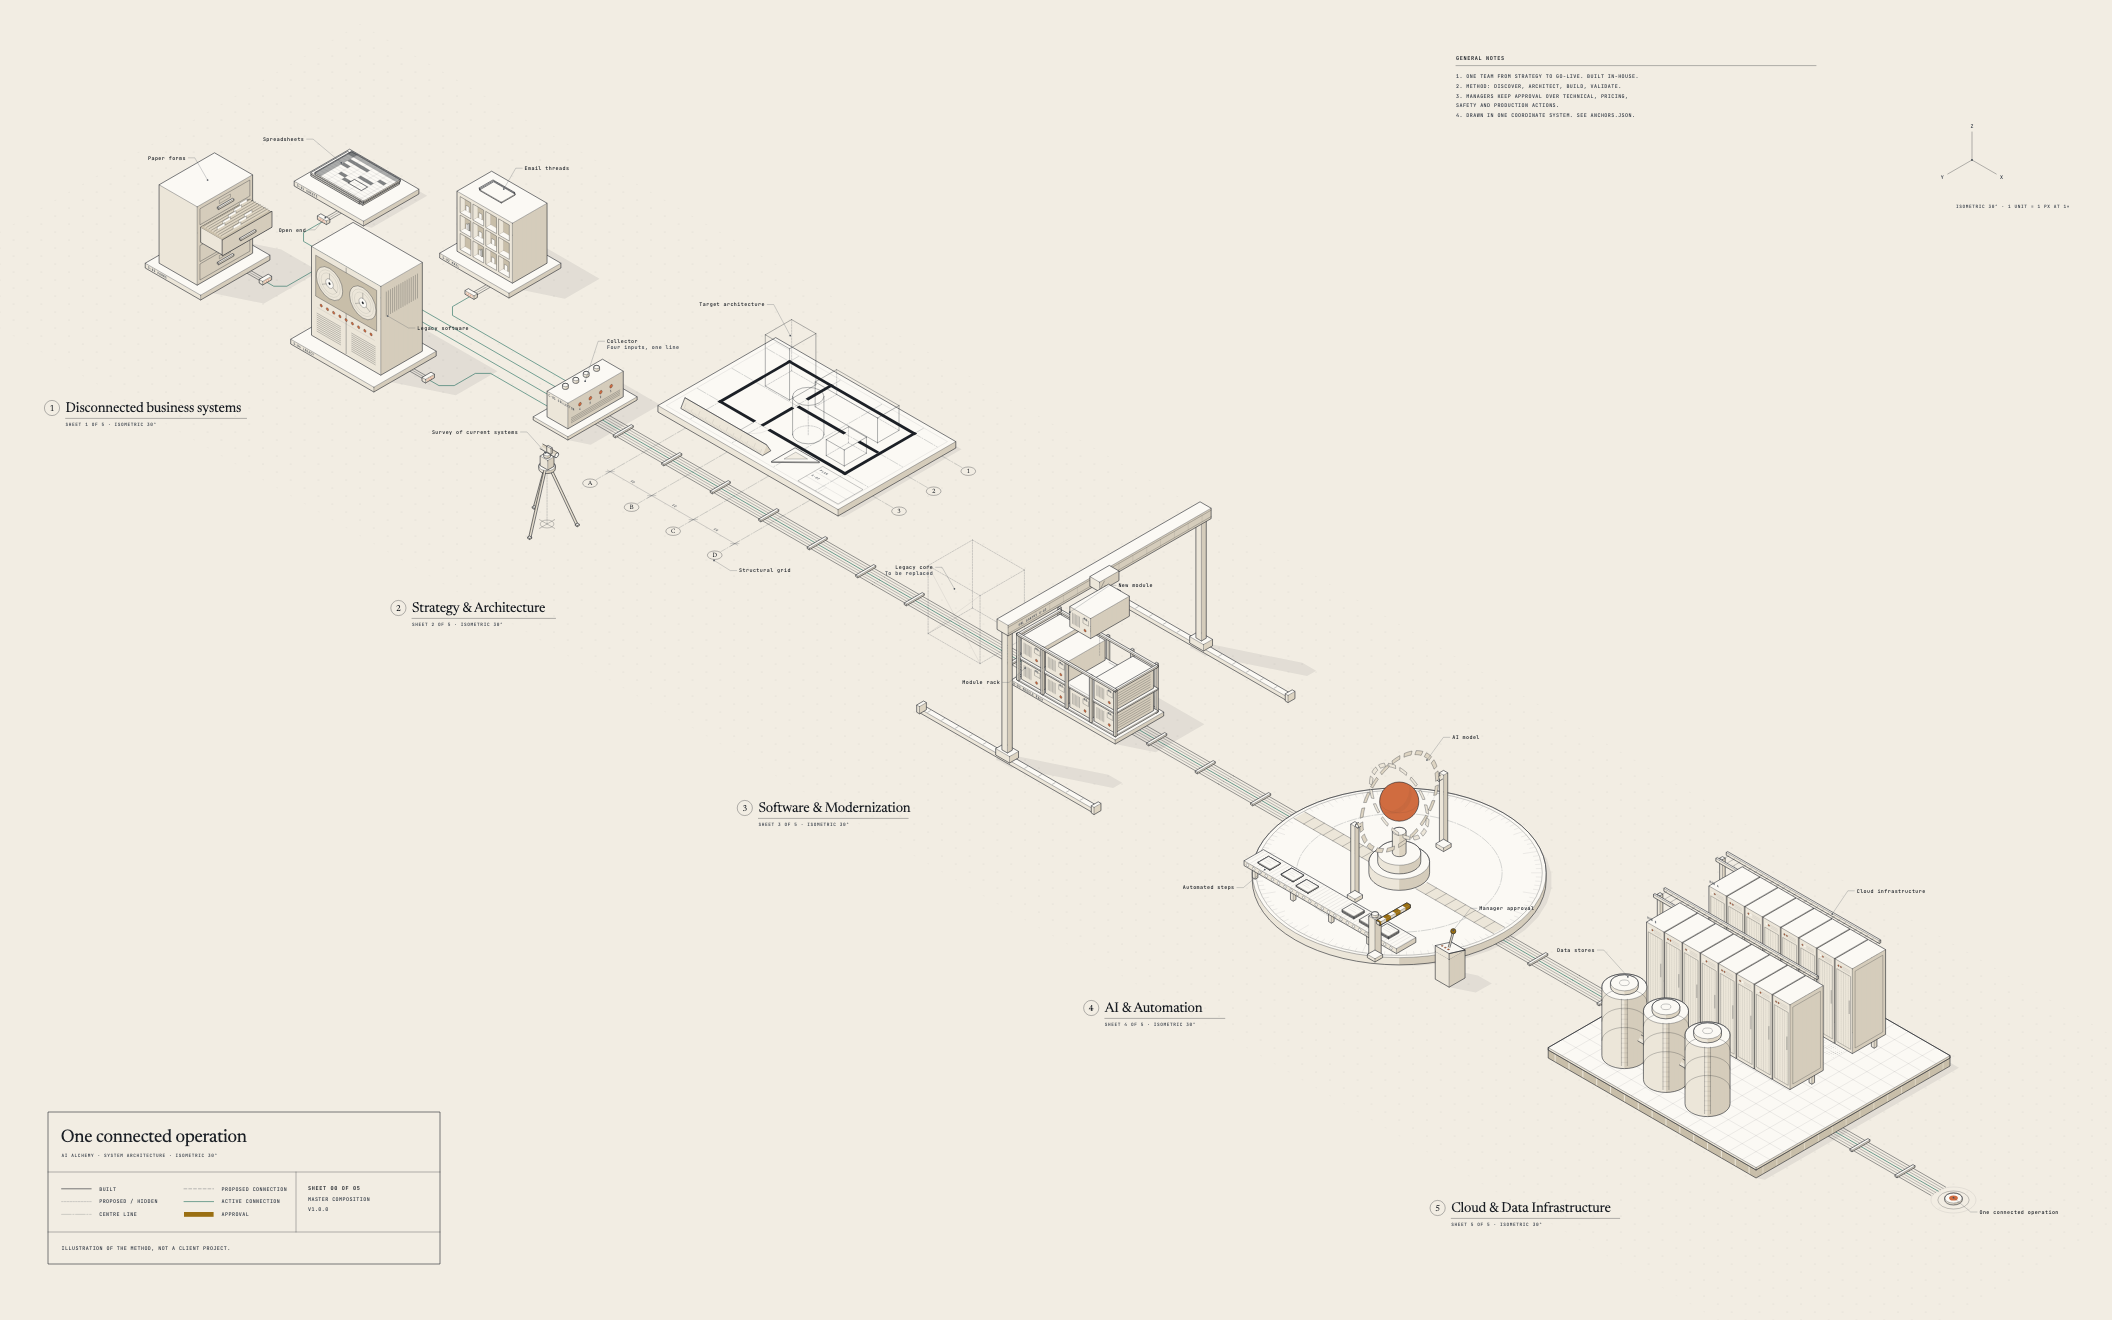 GENERAL NOTES
1. ONE TEAM FROM STRATEGY TO GO-LIVE. BUILT IN-HOUSE.
2. METHOD: DISCOVER, ARCHITECT, BUILD, VALIDATE.
3. MANAGERS KEEP APPROVAL OVER TECHNICAL, PRICING,
SAFETY AND PRODUCTION ACTIONS.
4. DRAWN IN ONE COORDINATE SYSTEM. SEE ANCHORS.JSON.
Z
Y
X
ISOMETRIC 30° · 1 UNIT = 1 PX AT 1×
Spreadsheets
Paper forms
Email threads
Open end
Legacy software
Collector
Four inputs, one line
1 Disconnected business systems
SHEET 1 OF 5 · ISOMETRIC 30°
Target architecture
Survey of current systems
A
B
C
D
1
2
3
Structural grid
2 Strategy & Architecture
SHEET 2 OF 5 · ISOMETRIC 30°
Legacy core
To be replaced
New module
Module rack
3 Software & Modernization
SHEET 3 OF 5 · ISOMETRIC 30°
AI model
Automated steps
Manager approval
4 AI & Automation
SHEET 4 OF 5 · ISOMETRIC 30°
Cloud infrastructure
Data stores
5 Cloud & Data Infrastructure
SHEET 5 OF 5 · ISOMETRIC 30°
One connected operation
One connected operation
AI ALCHEMY · SYSTEM ARCHITECTURE · ISOMETRIC 30°
BUILT
PROPOSED / HIDDEN
CENTRE LINE
PROPOSED CONNECTION
ACTIVE CONNECTION
APPROVAL
SHEET 00 OF 05
MASTER COMPOSITION
V1.0.0
ILLUSTRATION OF THE METHOD, NOT A CLIENT PROJECT.